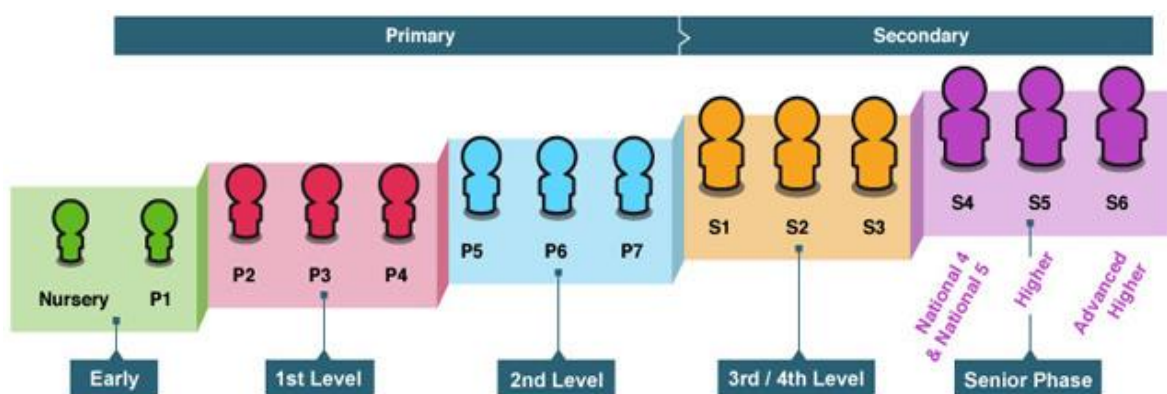 Primary
Secondary
Nursery
P1
P2
P3
P4
P5
P6
P7
S1
S2
S3
S4
S5
S6
National 4
& National 5
Higher
Advanced
Higher
Early
1st Level
2nd Level
3rd / 4th Level
Senior Phase